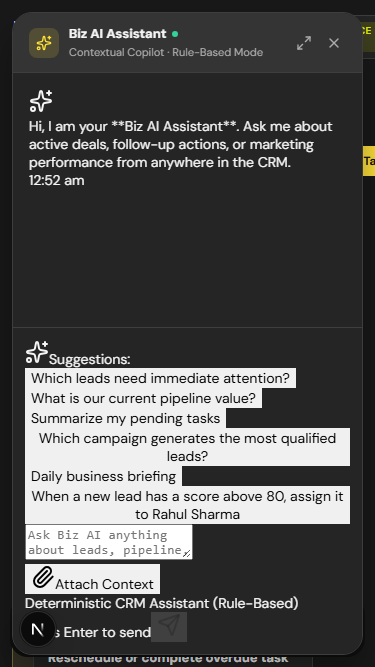 CE
Biz AI Assistant
Contextual Copilot · Rule-Based Mode
Hi, I am your **Biz AI Assistant**. Ask me about
active deals, follow-up actions, or marketing
performance from anywhere in the CRM.
12:52 am
Ta
Suggestions:
Which leads need immediate attention?
What is our current pipeline value?
Summarize my pending tasks
Which campaign generates the most qualified
leads?
Daily business briefing
When a new lead has a score above 80, assign it
to Rahul Sharma
Ask Biz AI anything
about leads, pipeline,
Attach Context
Deterministic CRM Assistant (Rule-Based)
N
s Enter to send
Reschedule or complete overdue task